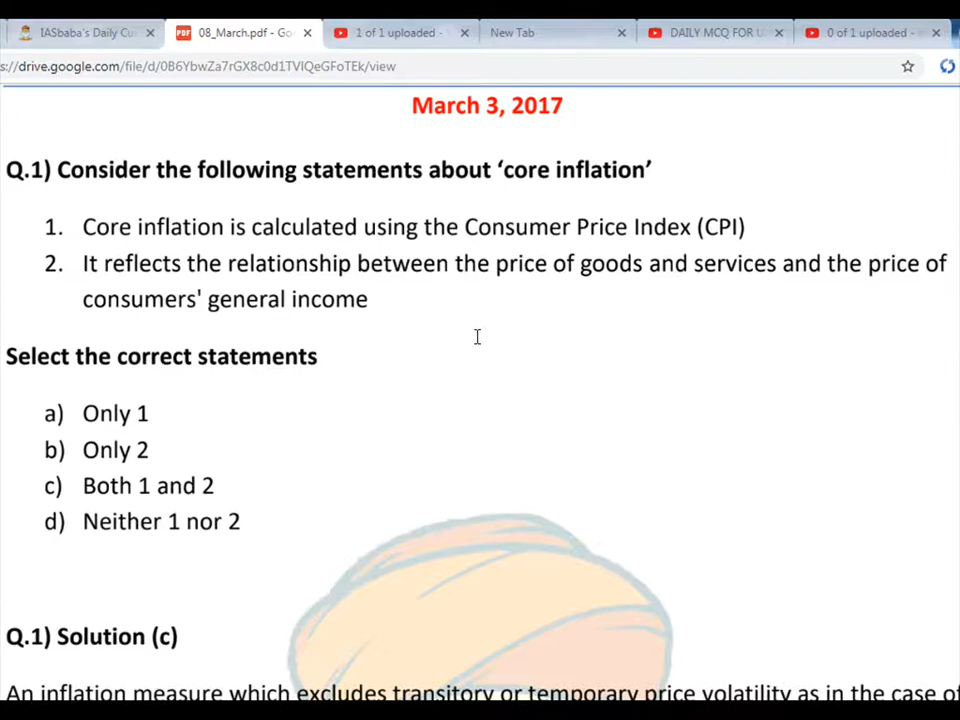 IASbaba's Daily Cu
08_March.pdf - Go
1 of 1 uploaded -
New Tab
DAILY MCQ FOR U
0 of 1 uploaded -
s://drive.google.com/file/d/0B6YbwZa7rGX8c0d1TVlQeGFoTEk/view
March 3, 2017
Q.1) Consider the following statements about ‘core inflation’
1. Core inflation is calculated using the Consumer Price Index (CPI)
2. It reflects the relationship between the price of goods and services and the price of
consumers' general income
Select the correct statements
a) Only 1
b) Only 2
c) Both 1 and 2
d) Neither 1 nor 2
Q.1) Solution (c)
An inflation measure which excludes transitory or temporary price volatility as in the case of